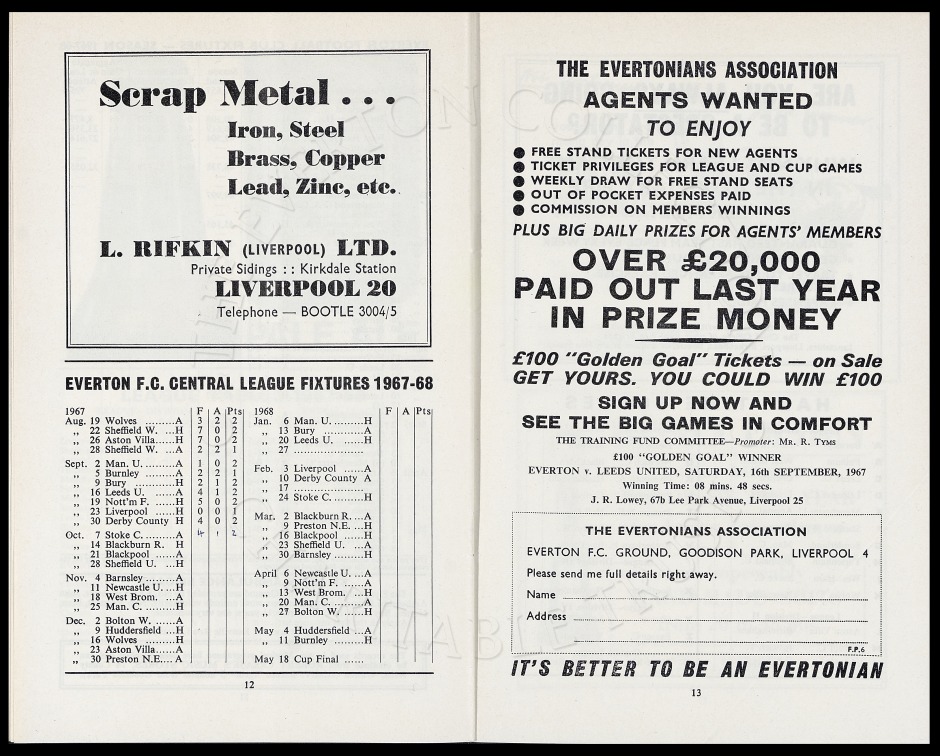 Scrap Metal . . .
Iron, Steel
Brass, Copper
Lead, Zinc, etc.
L. RIFKIN (LIVERPOOL) LTD.
Private Sidings : : Kirkdale Station
LIVERPOOL 20
Telephone — BOOTLE 3004/5
EVERTON F.C. CENTRAL LEAGUE FIXTURES 1967-68
1967 F A Pts
Aug. 19 Wolves ........A 3 2 2
,, 22 Sheffield W. ...H 7 0 2
,, 26 Aston Villa......H 7 0 2
,, 28 Sheffield W. ...A 2 2 1
Sept. 2 Man. U. .........A 1 0 2
,, 5 Burnley .........A 2 2 1
,, 9 Bury ............H 2 1 2
,, 16 Leeds U. .......A 4 1 2
,, 19 Nott'm F. ......H 5 0 2
,, 23 Liverpool ......H 0 0 1
,, 30 Derby County H 4 0 2
Oct. 7 Stoke C. .........A 4 1 2
,, 14 Blackburn R. H
,, 21 Blackpool ......A
,, 28 Sheffield U. ...H
Nov. 4 Barnsley .........A
,, 11 Newcastle U. ...H
,, 18 West Brom. ...A
,, 25 Man. C. .........H
Dec. 2 Bolton W. ......A
,, 9 Huddersfield ...H
,, 16 Wolves .........H
,, 23 Aston Villa......A
,, 30 Preston N.E.... A
1968 F A Pts
Jan. 6 Man. U. .........H
,, 13 Bury ............A
,, 20 Leeds U. .......H
,, 27 .....................
Feb. 3 Liverpool ......A
,, 10 Derby County A
,, 17 .....................
,, 24 Stoke C. .........H
Mar. 2 Blackburn R. ...A
,, 9 Preston N.E. ...H
,, 16 Blackpool ......H
,, 23 Sheffield U. ...A
,, 30 Barnsley .........H
April 6 Newcastle U. ...A
,, 9 Nott'm F. ......A
,, 13 West Brom. ...H
,, 20 Man. C. .........A
,, 27 Bolton W. ......H
May 4 Huddersfield ...A
,, 11 Burnley .........H
May 18 Cup Final ......
12
THE EVERTONIANS ASSOCIATION
AGENTS WANTED
TO ENJOY
● FREE STAND TICKETS FOR NEW AGENTS
● TICKET PRIVILEGES FOR LEAGUE AND CUP GAMES
● WEEKLY DRAW FOR FREE STAND SEATS
● OUT OF POCKET EXPENSES PAID
● COMMISSION ON MEMBERS WINNINGS
PLUS BIG DAILY PRIZES FOR AGENTS' MEMBERS
OVER £20,000
PAID OUT LAST YEAR
IN PRIZE MONEY
£100 "Golden Goal" Tickets — on Sale
GET YOURS. YOU COULD WIN £100
SIGN UP NOW AND
SEE THE BIG GAMES IN COMFORT
THE TRAINING FUND COMMITTEE—Promoter: MR. R. TYMS
£100 "GOLDEN GOAL" WINNER
EVERTON v. LEEDS UNITED, SATURDAY, 16th SEPTEMBER, 1967
Winning Time: 08 mins. 48 secs.
J. R. Lowey, 67b Lee Park Avenue, Liverpool 25
THE EVERTONIANS ASSOCIATION
EVERTON F.C. GROUND, GOODISON PARK, LIVERPOOL 4
Please send me full details right away.
Name
Address
F.P.6
IT'S BETTER TO BE AN EVERTONIAN
13